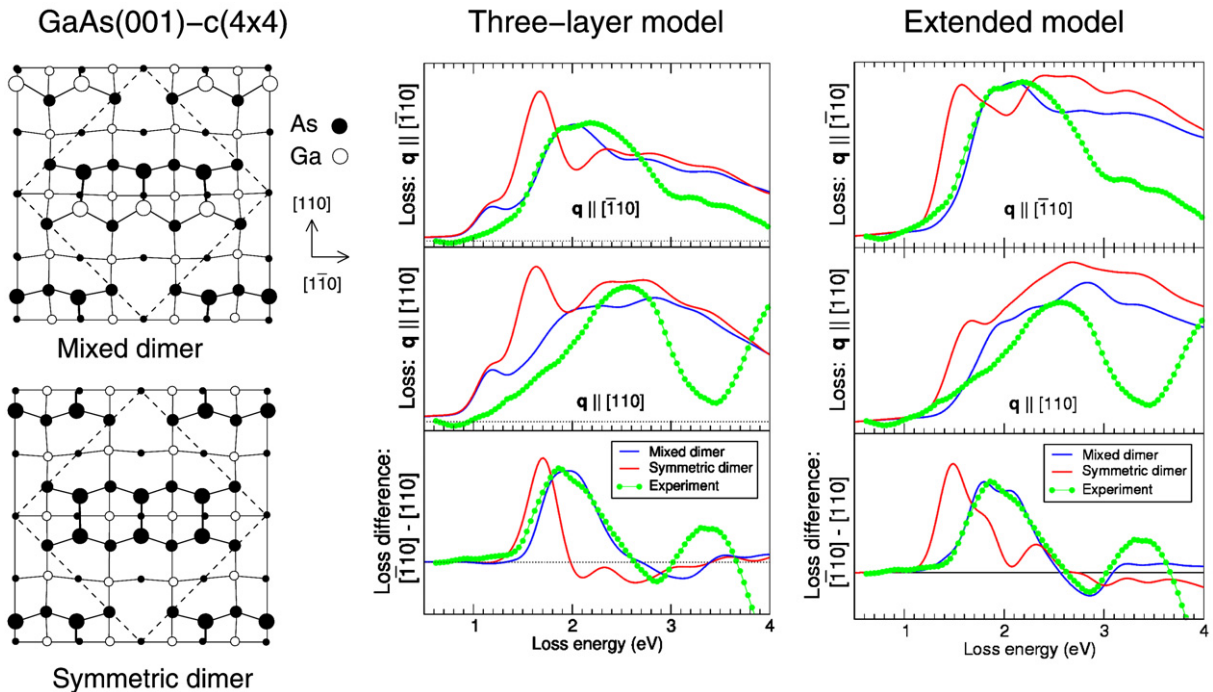 GaAs(001)–c(4x4)
As
Ga
[110]
[11̄0]
Mixed dimer
Symmetric dimer
Three–layer model
Loss: q || [1̄10]
q || [1̄10]
Loss: q || [110]
q || [110]
Loss difference:
[1̄10] - [110]
Mixed dimer
Symmetric dimer
Experiment
1 2 3 4
Loss energy (eV)
Extended model
Loss: q || [1̄10]
q || [1̄10]
Loss: q || [110]
q || [110]
Loss difference:
[1̄10] - [110]
Mixed dimer
Symmetric dimer
Experiment
1 2 3 4
Loss energy (eV)